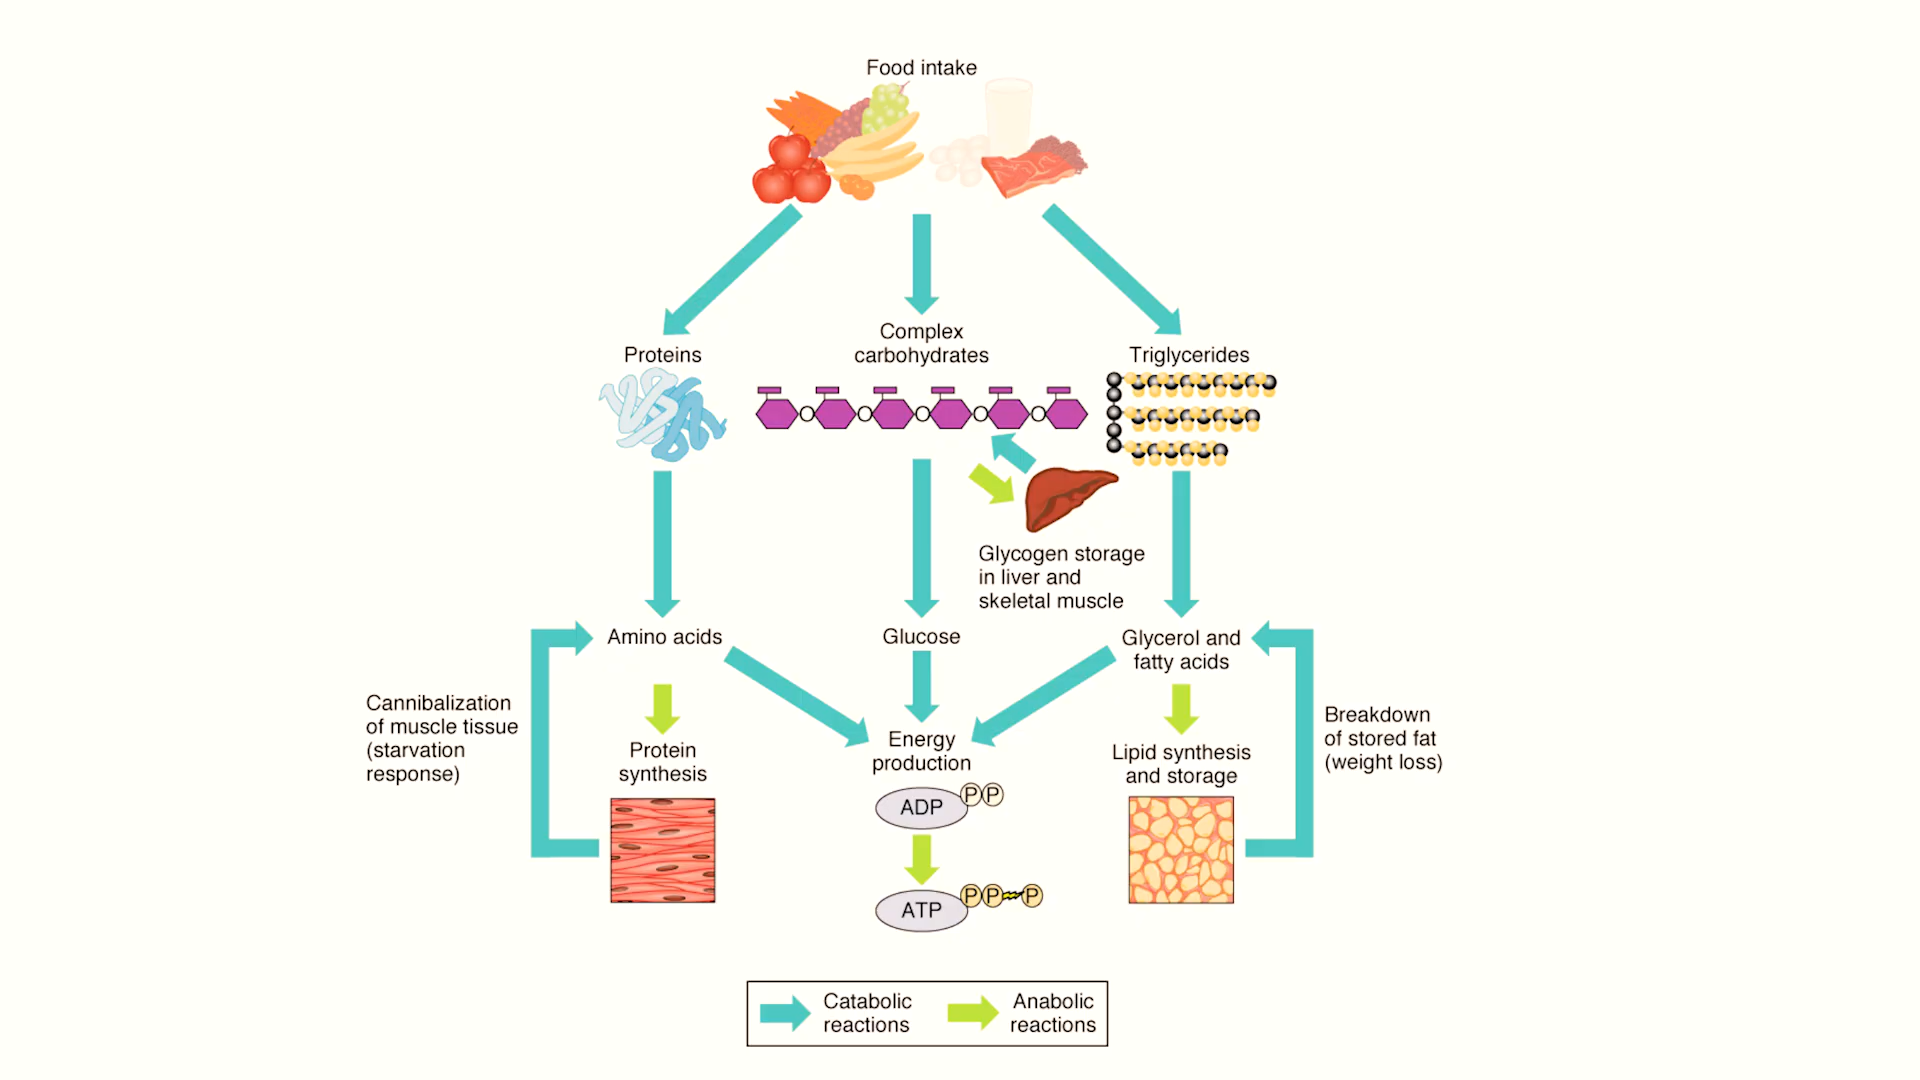 Food intake
Proteins
Complex
carbohydrates
Triglycerides
O O O O O
Glycogen storage
in liver and
skeletal muscle
Amino acids
Glucose
Glycerol and
fatty acids
Cannibalization
of muscle tissue
(starvation
response)
Protein
synthesis
Energy
production
Lipid synthesis
and storage
Breakdown
of stored fat
(weight loss)
ADP P P
ATP P P P
Catabolic
reactions
Anabolic
reactions